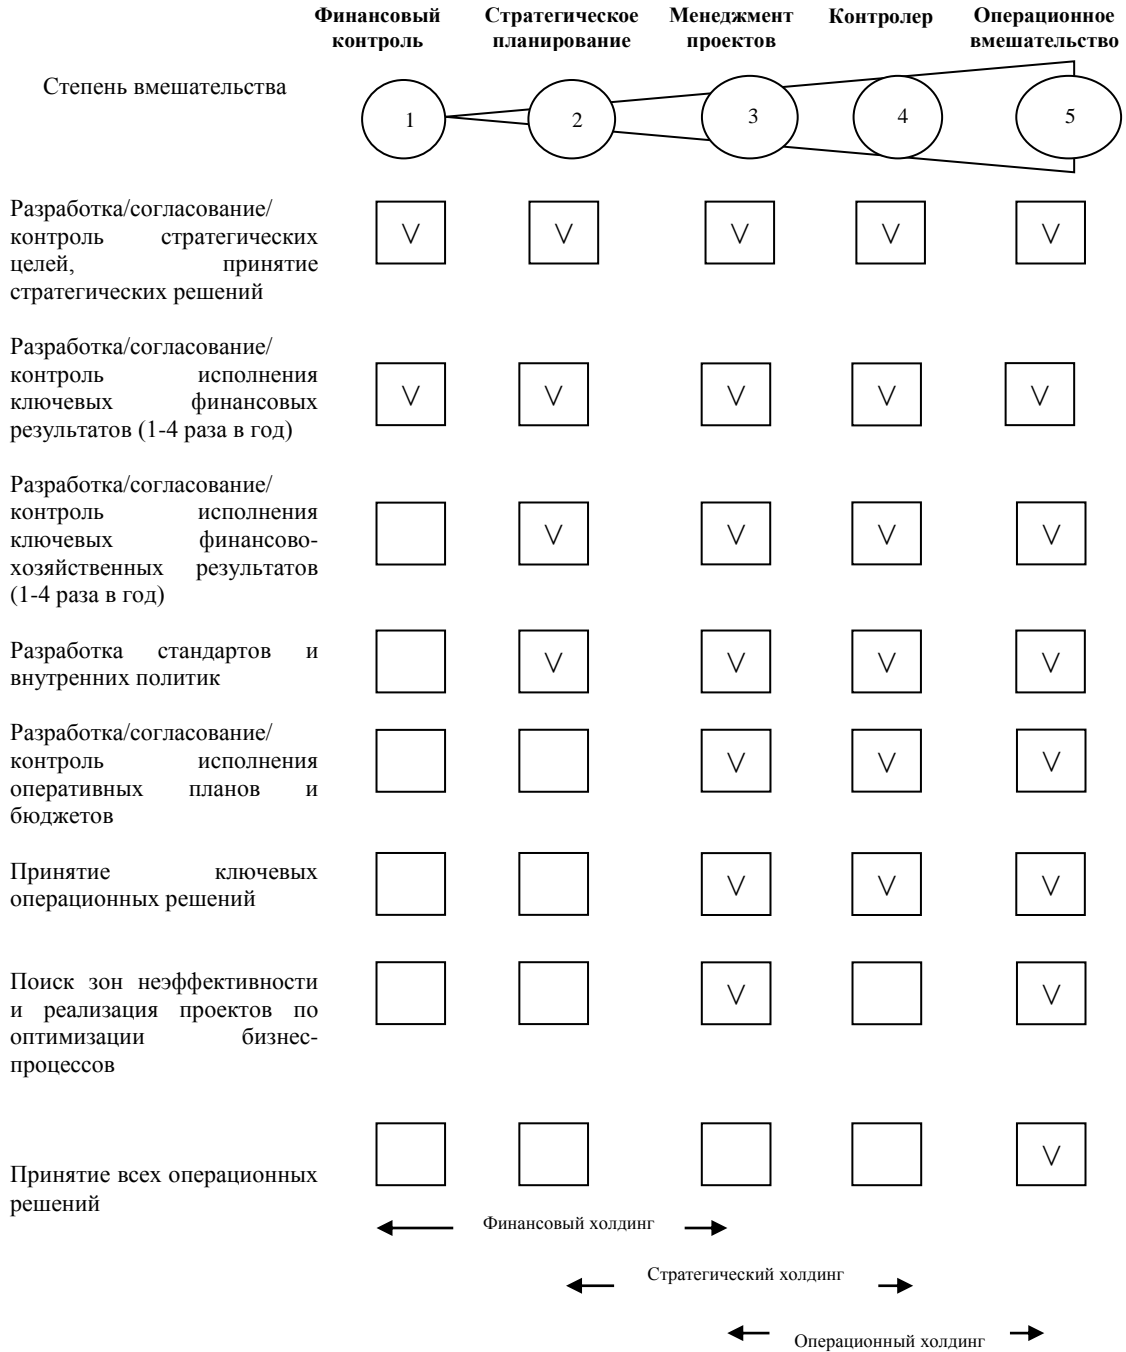 Финансовый контроль
Стратегическое планирование
Менеджмент проектов
Контролер
Операционное вмешательство
Степень вмешательства
1 2 3 4 5
Разработка/согласование/
контроль стратегических
целей, принятие
стратегических решений
V V V V V
Разработка/согласование/
контроль исполнения
ключевых финансовых
результатов (1-4 раза в год)
V V V V V
Разработка/согласование/
контроль исполнения
ключевых финансово-
хозяйственных результатов
(1-4 раза в год)
V V V V
Разработка стандартов и
внутренних политик
V V V V
Разработка/согласование/
контроль исполнения
оперативных планов и
бюджетов
V V V
Принятие ключевых
операционных решений
V V V
Поиск зон неэффективности
и реализация проектов по
оптимизации бизнес-
процессов
V V
Принятие всех операционных
решений
V
Финансовый холдинг
Стратегический холдинг
Операционный холдинг